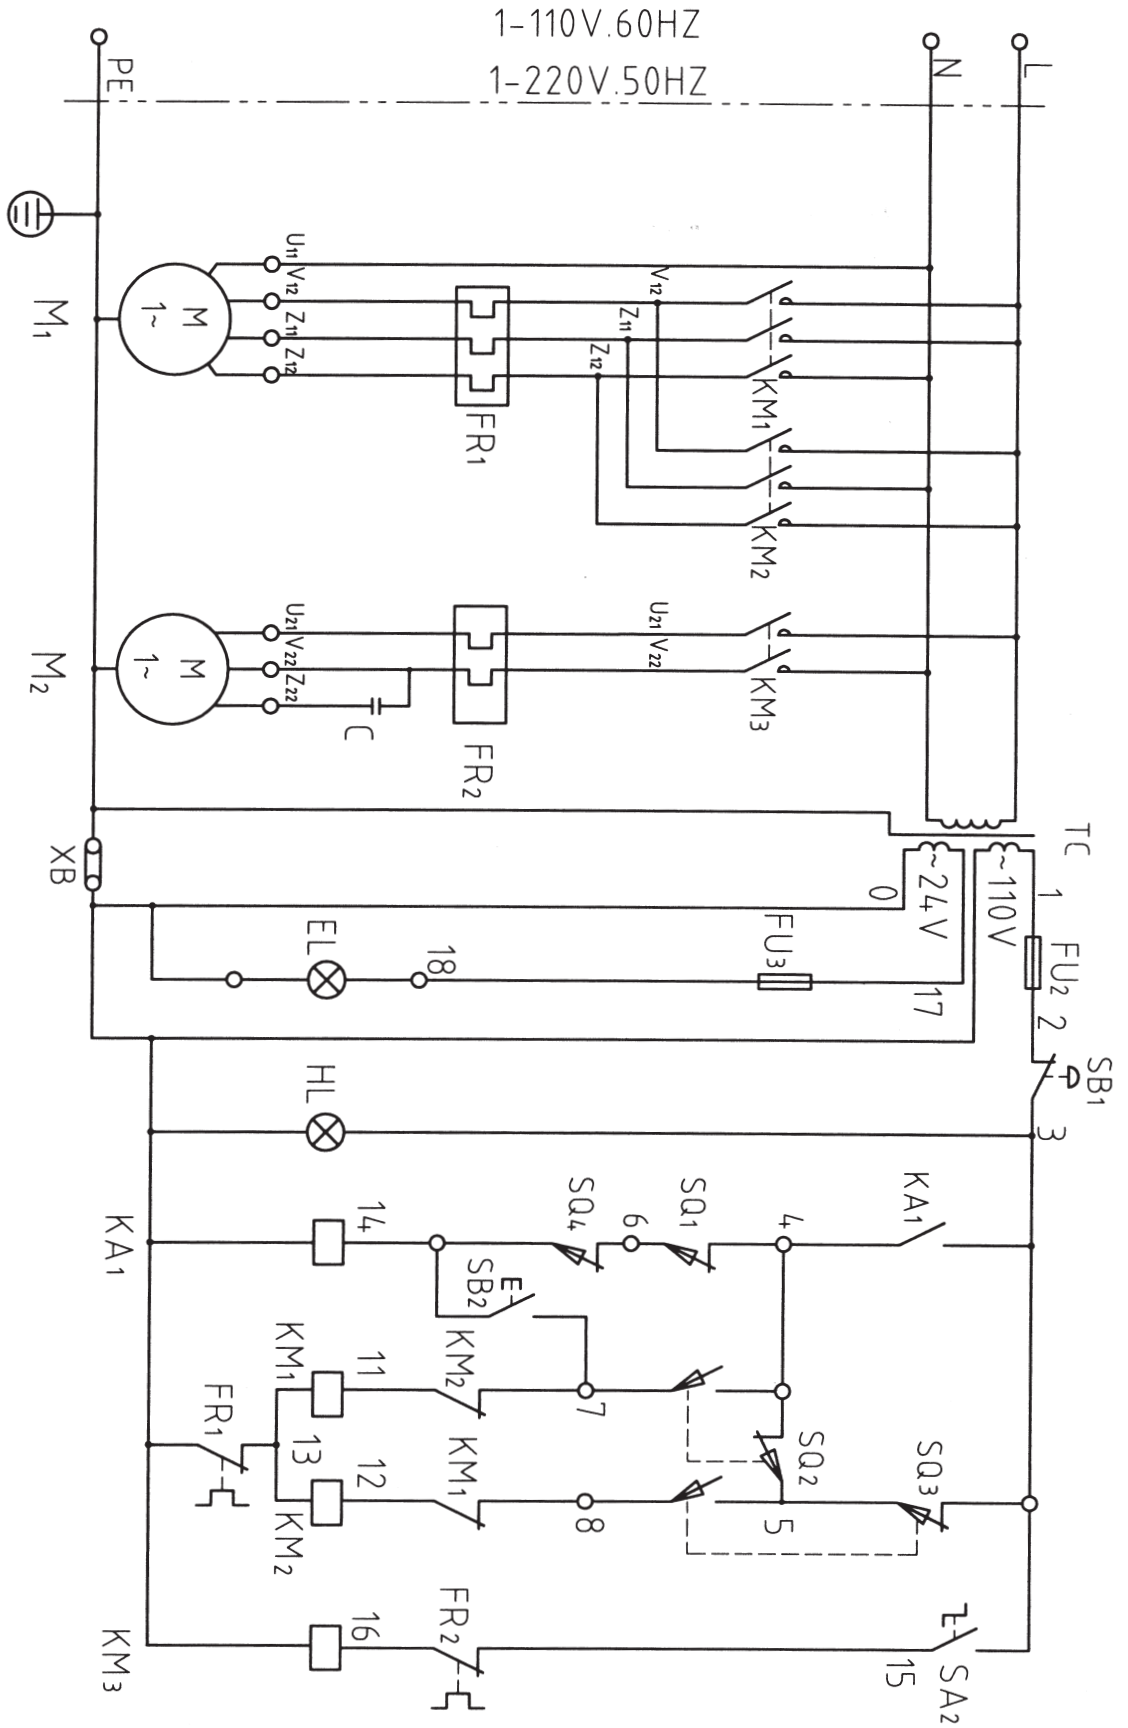 1-110V.60HZ
1-220V.50HZ
L
N
PE
U11
V12
Z11
Z12
V12
Z11
Z12
M
1~
M1
FR1
KM1
KM2
U21
V22
Z22
U21
V22
M
1~
M2
C
FR2
KM3
TC
XB
0
~24V
~110V
1
FU2
2
SB1
3
EL
18
FU3
17
HL
KA1
14
SQ4
6
SQ1
4
KA1
SB2
KM1
11
KM2
7
SQ2
FR1
13
12
KM1
8
5
SQ3
KM2
KM3
16
FR2
15
SA2